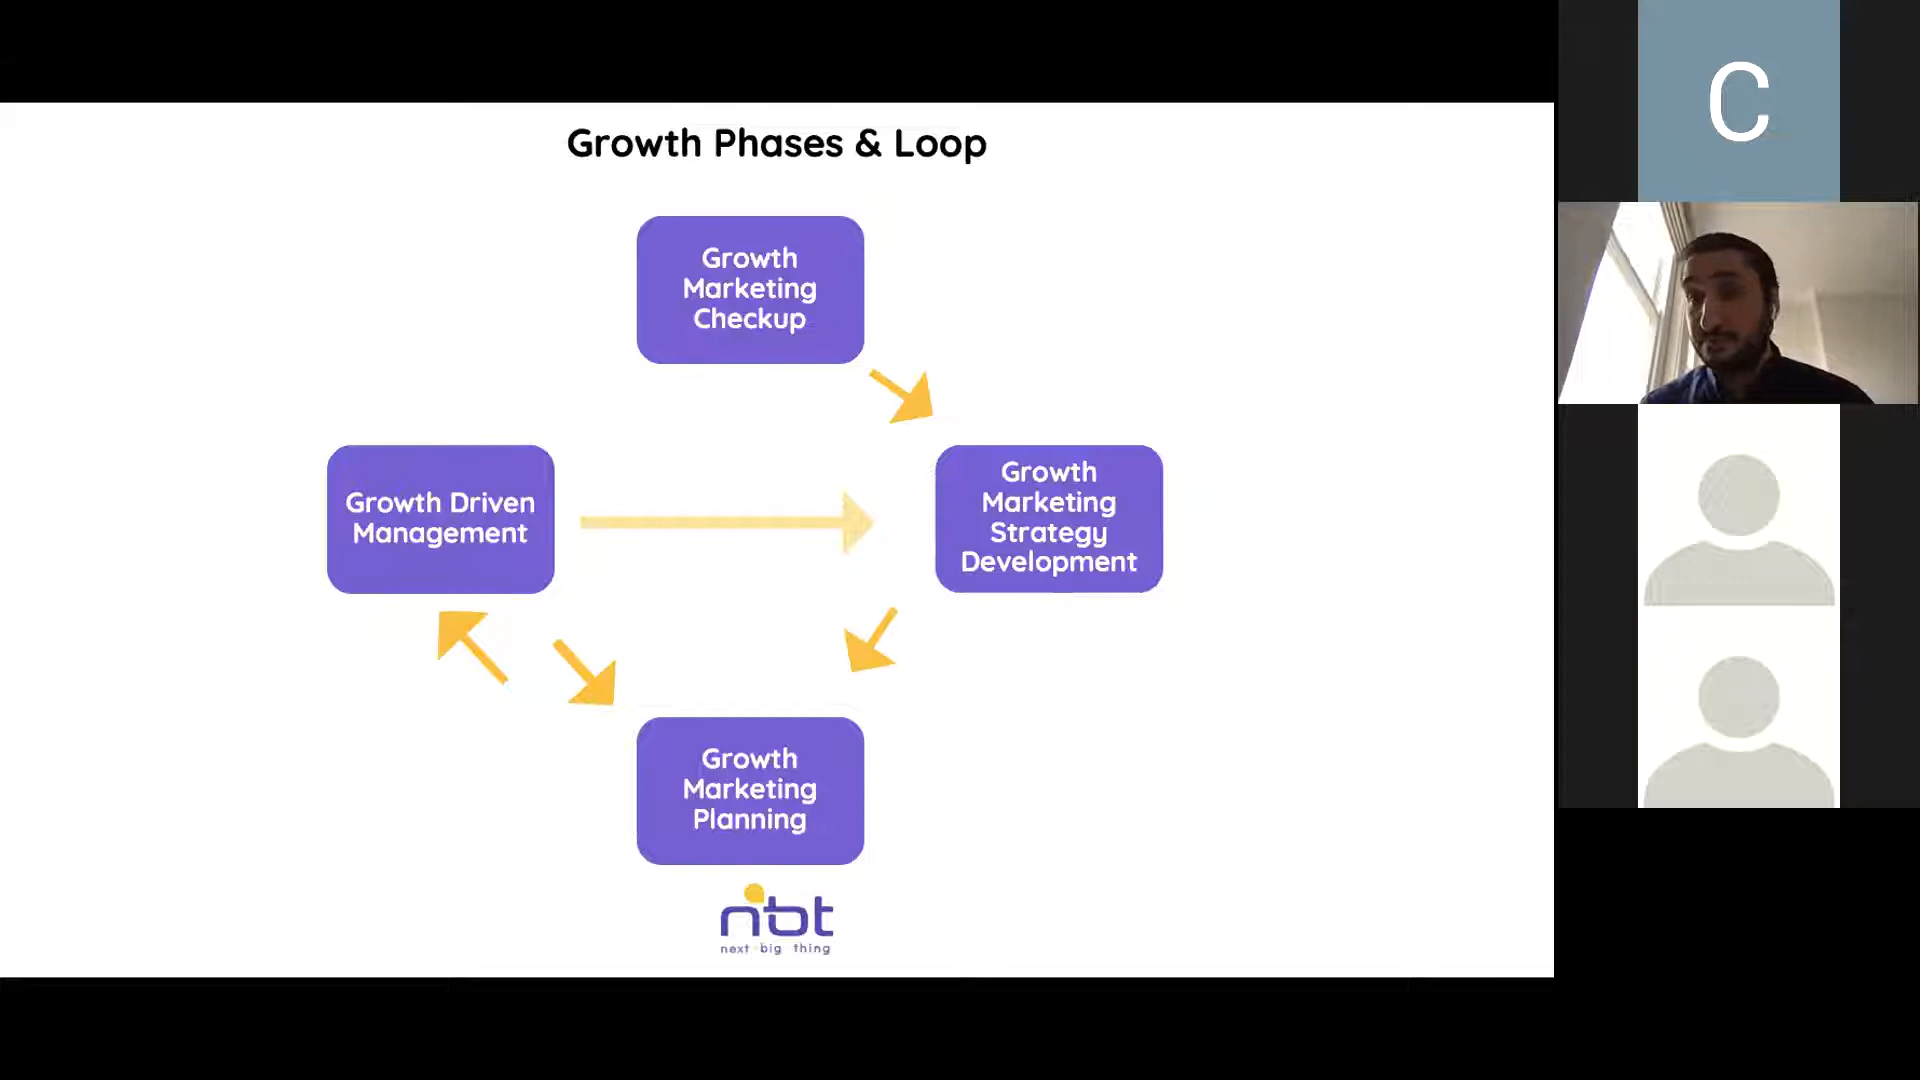 Growth Phases & Loop
Growth
Marketing
Checkup
Growth Driven
Management
Growth
Marketing
Strategy
Development
Growth
Marketing
Planning
nbt
next big thing
C